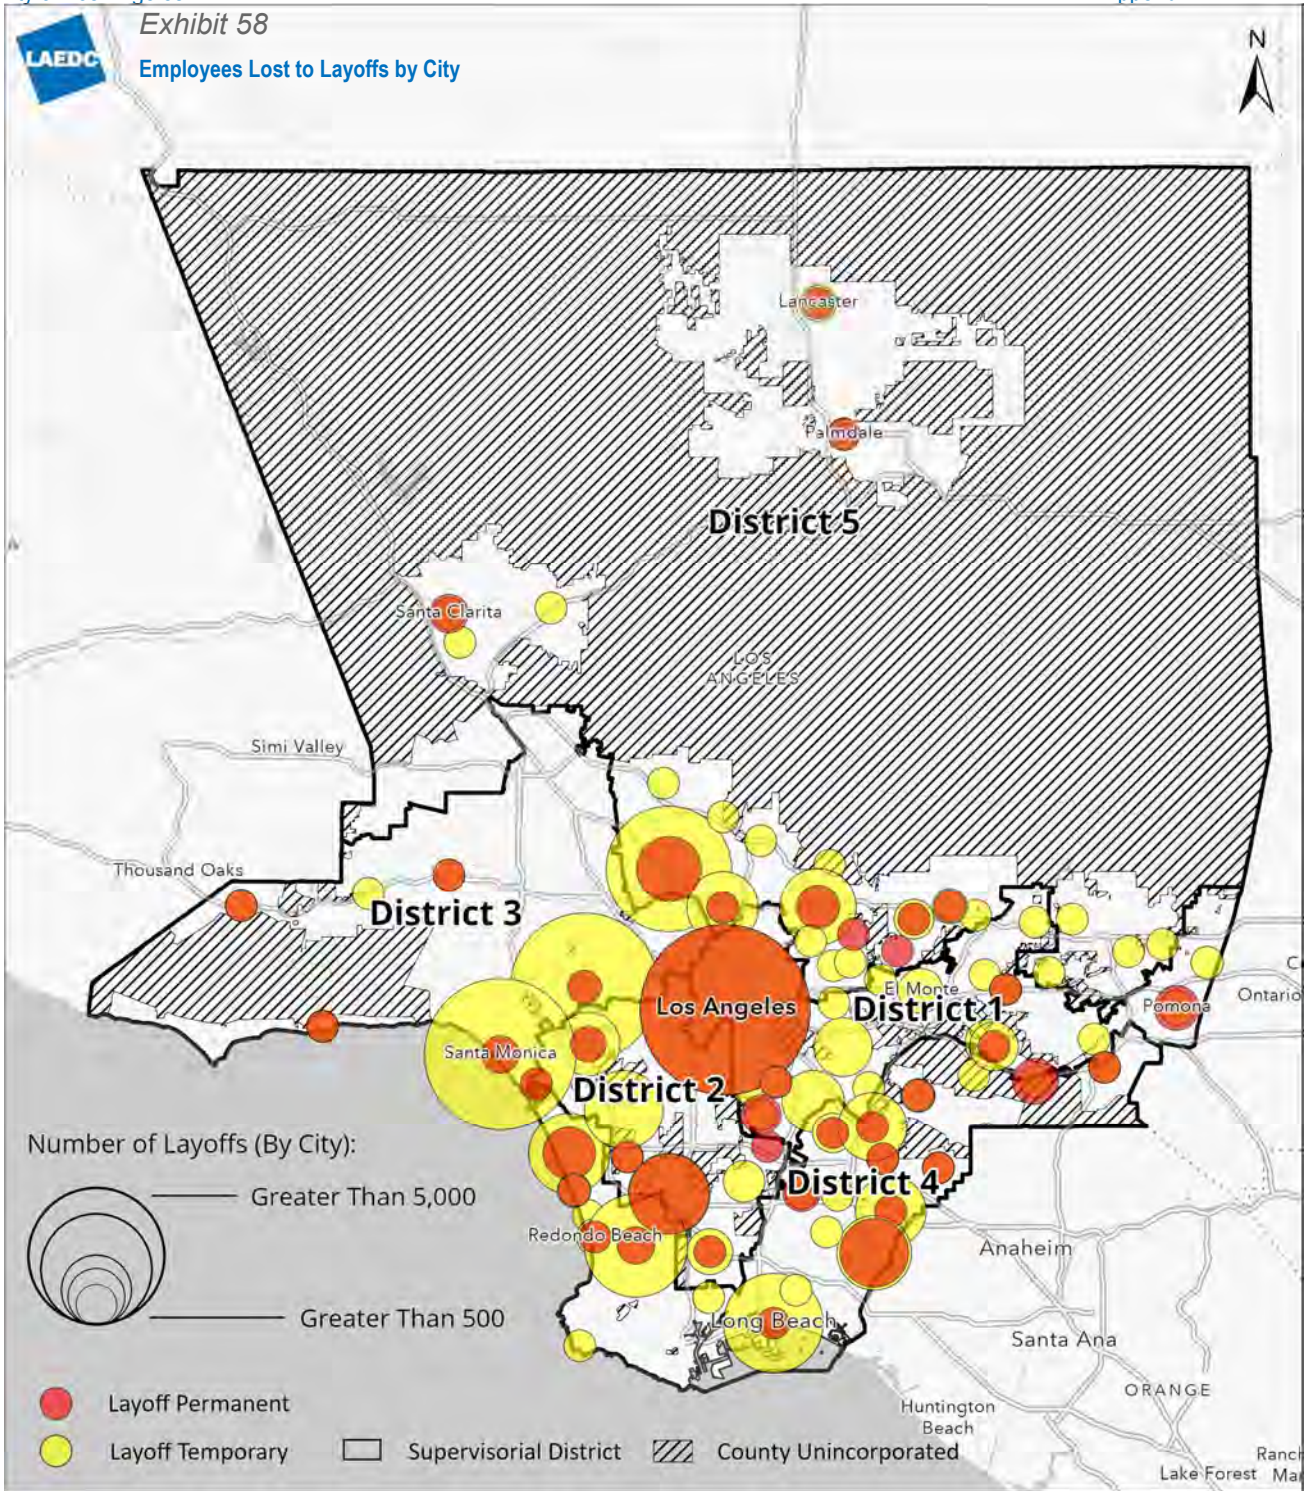 Exhibit 58
LAEDC
Employees Lost to Layoffs by City
N
Lancaster
Palmdale
District 5
Santa Clarita
LOS
ANGELES
Simi Valley
Thousand Oaks
District 3
El Monte
Los Angeles
District 1
Pomona
Ontario
Santa Monica
District 2
Number of Layoffs (By City):
Greater Than 5,000
District 4
Redondo Beach
Anaheim
Greater Than 500
Long Beach
Santa Ana
ORANGE
Layoff Permanent
Huntington
Beach
Layoff Temporary
Supervisorial District
County Unincorporated
Lake Forest